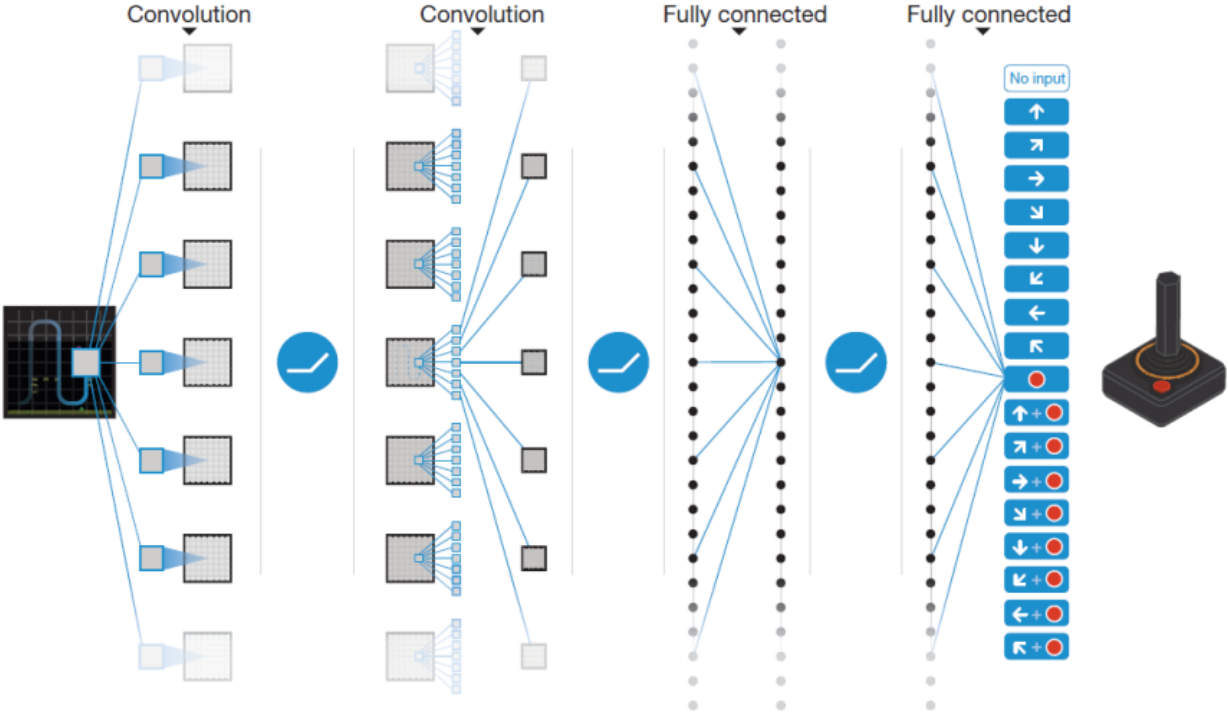 Convolution
Convolution
Fully connected
Fully connected
No input
+
+
+
+
+
+
+
+